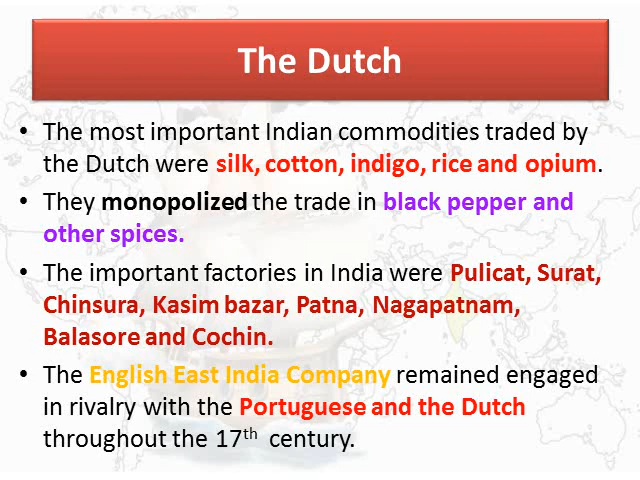 The Dutch
• The most important Indian commodities traded by
the Dutch were silk, cotton, indigo, rice and opium.
• They monopolized the trade in black pepper and
other spices.
• The important factories in India were Pulicat, Surat,
Chinsura, Kasim bazar, Patna, Nagapatnam,
Balasore and Cochin.
• The English East India Company remained engaged
in rivalry with the Portuguese and the Dutch
throughout the 17th century.